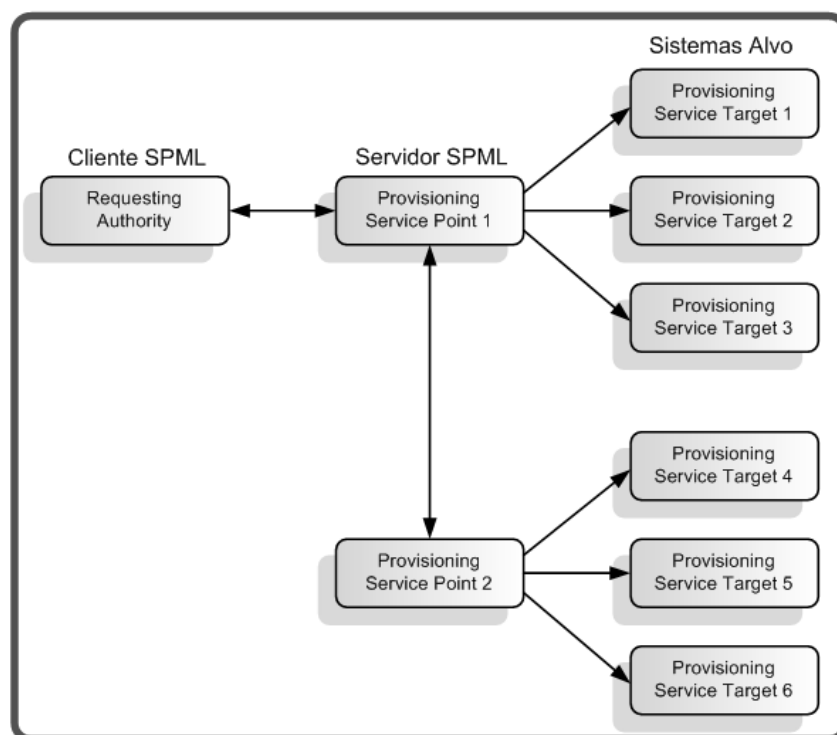 Sistemas Alvo
Provisioning
Service Target 1
Cliente SPML
Servidor SPML
Requesting
Authority
Provisioning
Service Point 1
Provisioning
Service Target 2
Provisioning
Service Target 3
Provisioning
Service Target 4
Provisioning
Service Point 2
Provisioning
Service Target 5
Provisioning
Service Target 6